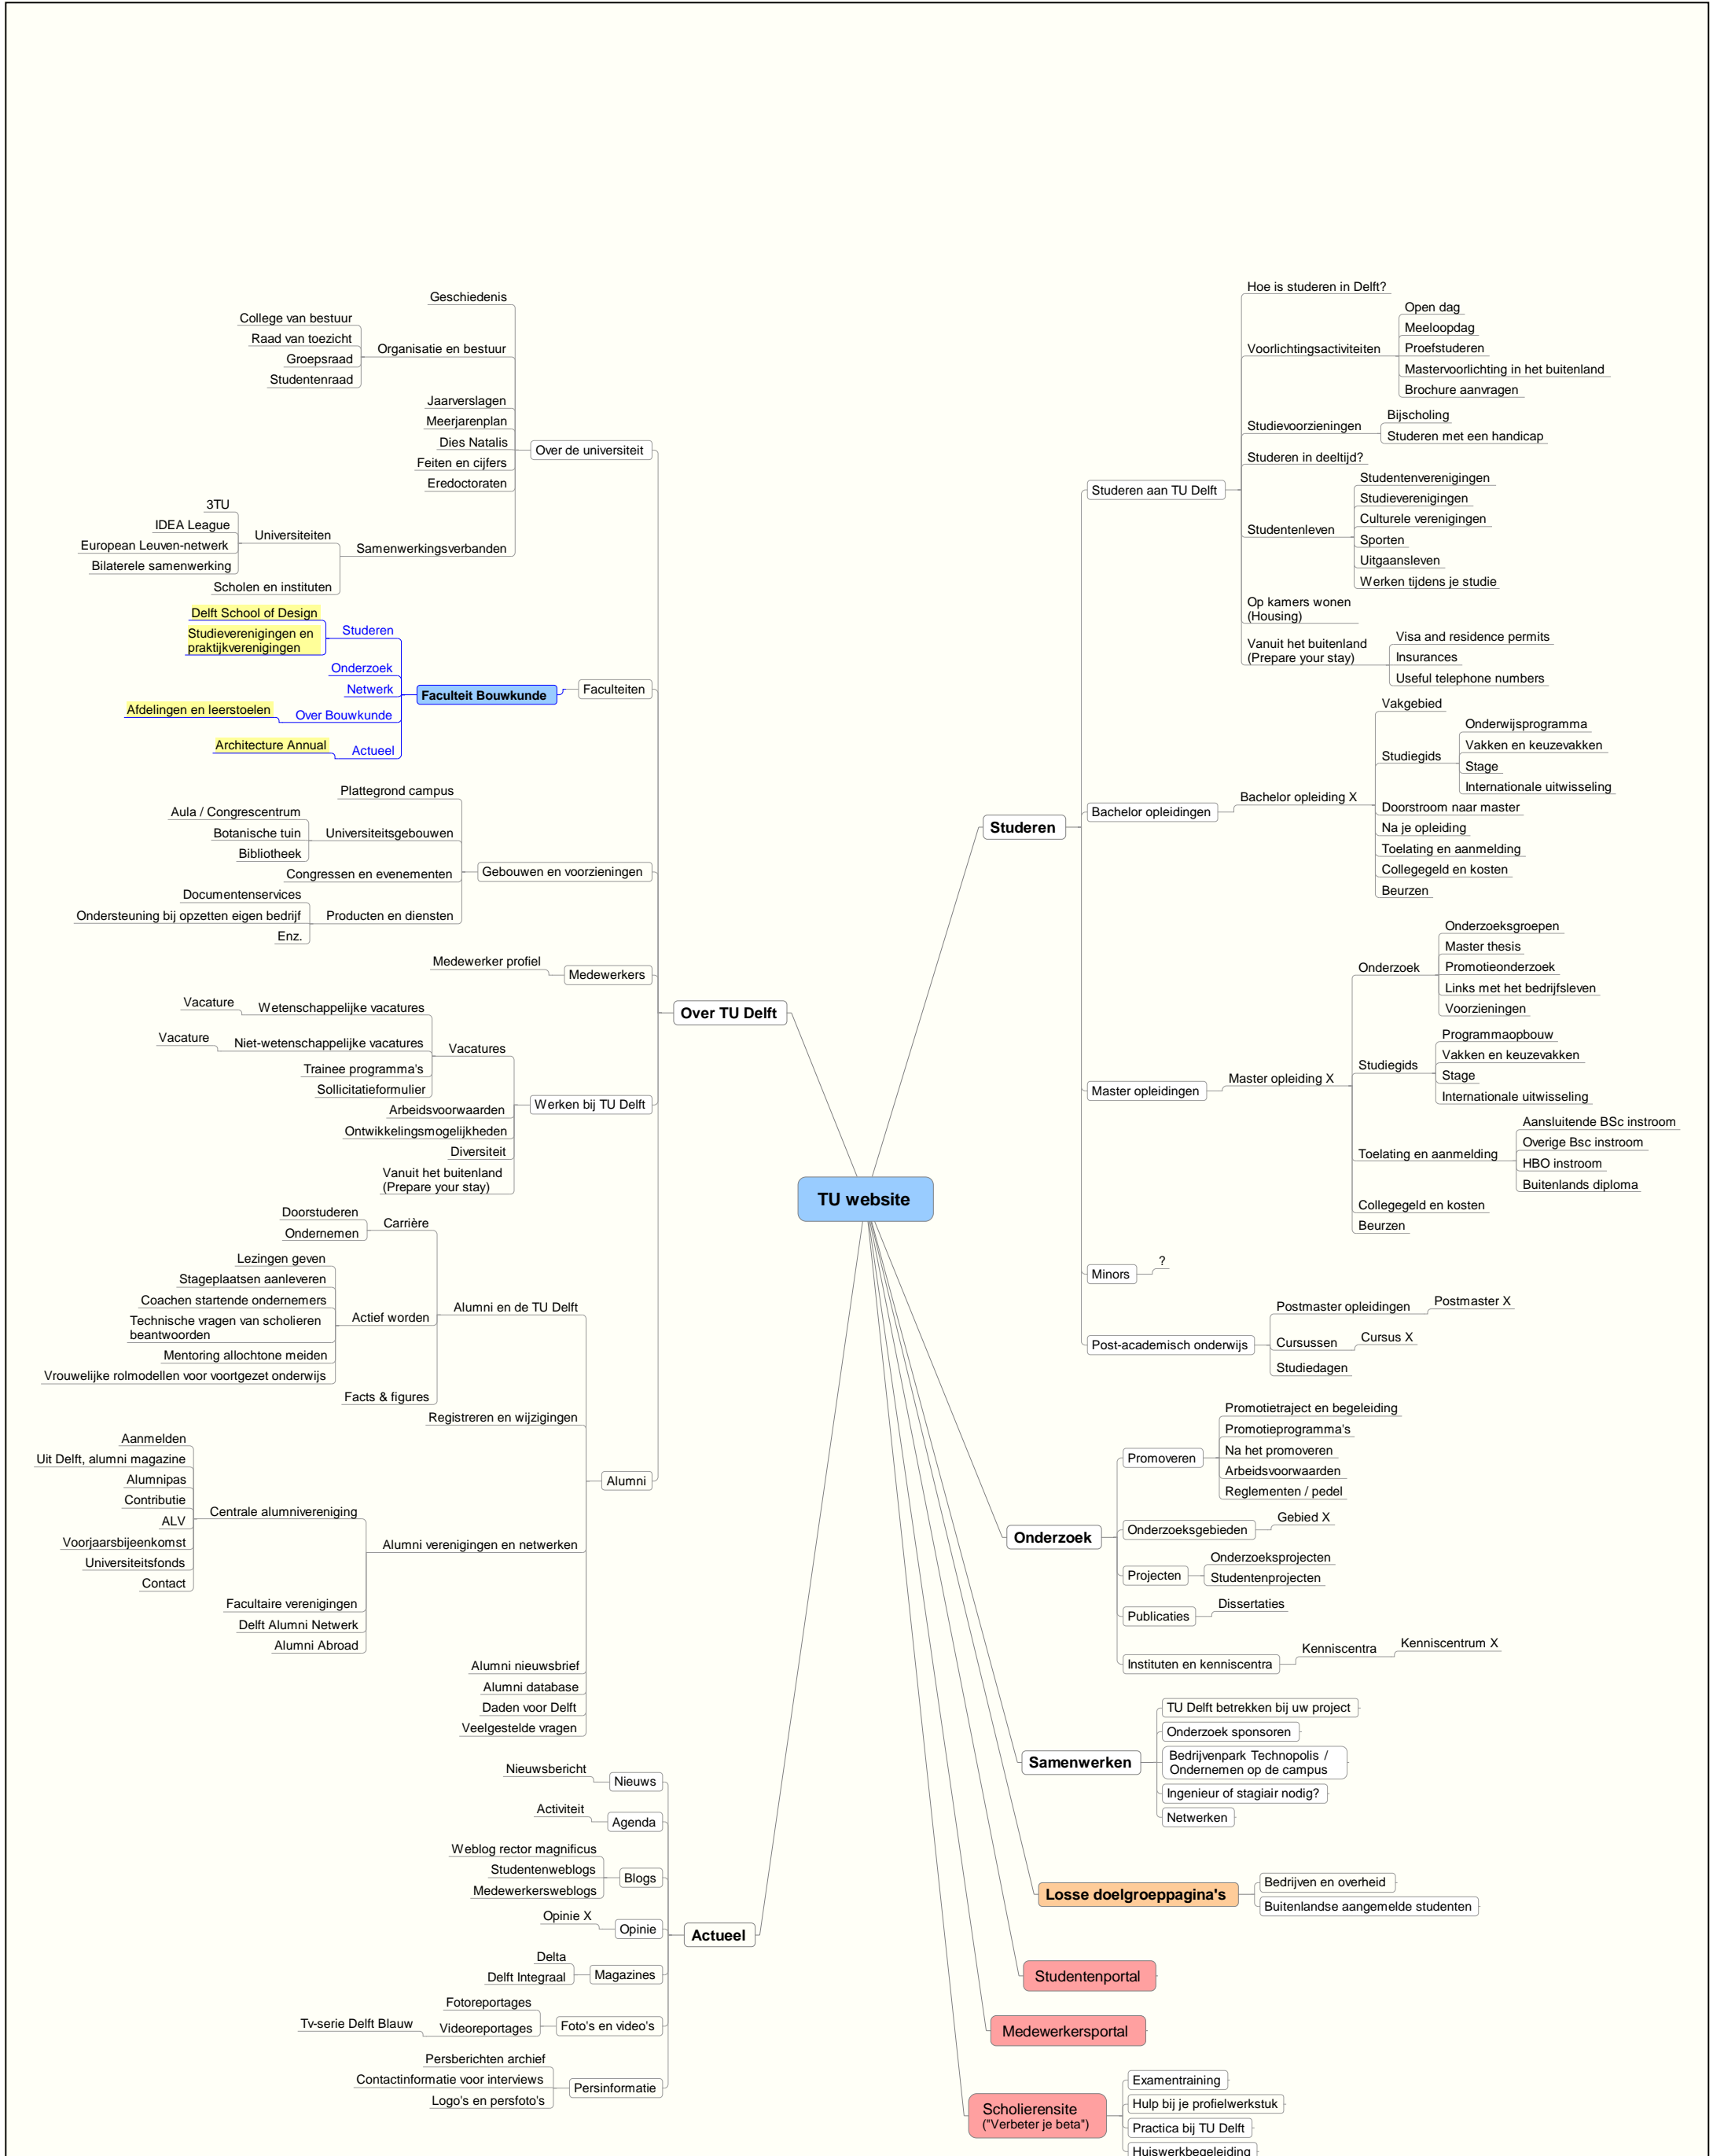 TU website
Over TU Delft
Over de universiteit
Geschiedenis
Organisatie en bestuur
College van bestuur
Raad van toezicht
Groepsraad
Studentenraad
Jaarverslagen
Meerjarenplan
Dies Natalis
Feiten en cijfers
Eredoctoraten
Samenwerkingsverbanden
Universiteiten
3TU
IDEA League
European Leuven-netwerk
Bilaterele samenwerking
Scholen en instituten
Faculteiten
Faculteit Bouwkunde
Studeren
Delft School of Design
Studieverenigingen en
praktijkverenigingen
Onderzoek
Netwerk
Over Bouwkunde
Afdelingen en leerstoelen
Actueel
Architecture Annual
Gebouwen en voorzieningen
Plattegrond campus
Universiteitsgebouwen
Aula / Congrescentrum
Botanische tuin
Bibliotheek
Congressen en evenementen
Producten en diensten
Documentenservices
Ondersteuning bij opzetten eigen bedrijf
Enz.
Medewerkers
Medewerker profiel
Werken bij TU Delft
Vacatures
Wetenschappelijke vacatures
Vacature
Niet-wetenschappelijke vacatures
Vacature
Trainee programma's
Sollicitatieformulier
Arbeidsvoorwaarden
Ontwikkelingsmogelijkheden
Diversiteit
Vanuit het buitenland
(Prepare your stay)
Alumni
Alumni en de TU Delft
Carrière
Doorstuderen
Ondernemen
Actief worden
Lezingen geven
Stageplaatsen aanleveren
Coachen startende ondernemers
Technische vragen van scholieren
beantwoorden
Mentoring allochtone meiden
Vrouwelijke rolmodellen voor voortgezet onderwijs
Facts & figures
Registreren en wijzigingen
Alumni verenigingen en netwerken
Centrale alumnivereniging
Aanmelden
Uit Delft, alumni magazine
Alumnipas
Contributie
ALV
Voorjaarsbijeenkomst
Universiteitsfonds
Contact
Facultaire verenigingen
Delft Alumni Netwerk
Alumni Abroad
Alumni nieuwsbrief
Alumni database
Daden voor Delft
Veelgestelde vragen
Actueel
Nieuws
Nieuwsbericht
Agenda
Activiteit
Blogs
Weblog rector magnificus
Studentenweblogs
Medewerkersweblogs
Opinie
Opinie X
Magazines
Delta
Delft Integraal
Foto's en video's
Fotoreportages
Videoreportages
Tv-serie Delft Blauw
Persinformatie
Persberichten archief
Contactinformatie voor interviews
Logo's en persfoto's
Studeren
Studeren aan TU Delft
Hoe is studeren in Delft?
Voorlichtingsactiviteiten
Open dag
Meeloopdag
Proefstuderen
Mastervoorlichting in het buitenland
Brochure aanvragen
Studievoorzieningen
Bijscholing
Studeren met een handicap
Studeren in deeltijd?
Studentenleven
Studentenverenigingen
Studieverenigingen
Culturele verenigingen
Sporten
Uitgaansleven
Werken tijdens je studie
Op kamers wonen
(Housing)
Vanuit het buitenland
(Prepare your stay)
Visa and residence permits
Insurances
Useful telephone numbers
Bachelor opleidingen
Bachelor opleiding X
Vakgebied
Studiegids
Onderwijsprogramma
Vakken en keuzevakken
Stage
Internationale uitwisseling
Doorstroom naar master
Na je opleiding
Toelating en aanmelding
Collegegeld en kosten
Beurzen
Master opleidingen
Master opleiding X
Onderzoek
Onderzoeksgroepen
Master thesis
Promotieonderzoek
Links met het bedrijfsleven
Voorzieningen
Studiegids
Programmaopbouw
Vakken en keuzevakken
Stage
Internationale uitwisseling
Toelating en aanmelding
Aansluitende BSc instroom
Overige Bsc instroom
HBO instroom
Buitenlands diploma
Collegegeld en kosten
Beurzen
Minors
?
Post-academisch onderwijs
Postmaster opleidingen
Postmaster X
Cursussen
Cursus X
Studiedagen
Onderzoek
Promoveren
Promotietraject en begeleiding
Promotieprogramma's
Na het promoveren
Arbeidsvoorwaarden
Reglementen / pedel
Onderzoeksgebieden
Gebied X
Projecten
Onderzoeksprojecten
Studentenprojecten
Publicaties
Dissertaties
Instituten en kenniscentra
Kenniscentra
Kenniscentrum X
Samenwerken
TU Delft betrekken bij uw project
Onderzoek sponsoren
Bedrijvenpark Technopolis /
Ondernemen op de campus
Ingenieur of stagiair nodig?
Netwerken
Losse doelgroeppagina's
Bedrijven en overheid
Buitenlandse aangemelde studenten
Studentenportal
Medewerkersportal
Scholierensite
("Verbeter je beta")
Examentraining
Hulp bij je profielwerkstuk
Practica bij TU Delft
Huiswerkbegeleiding